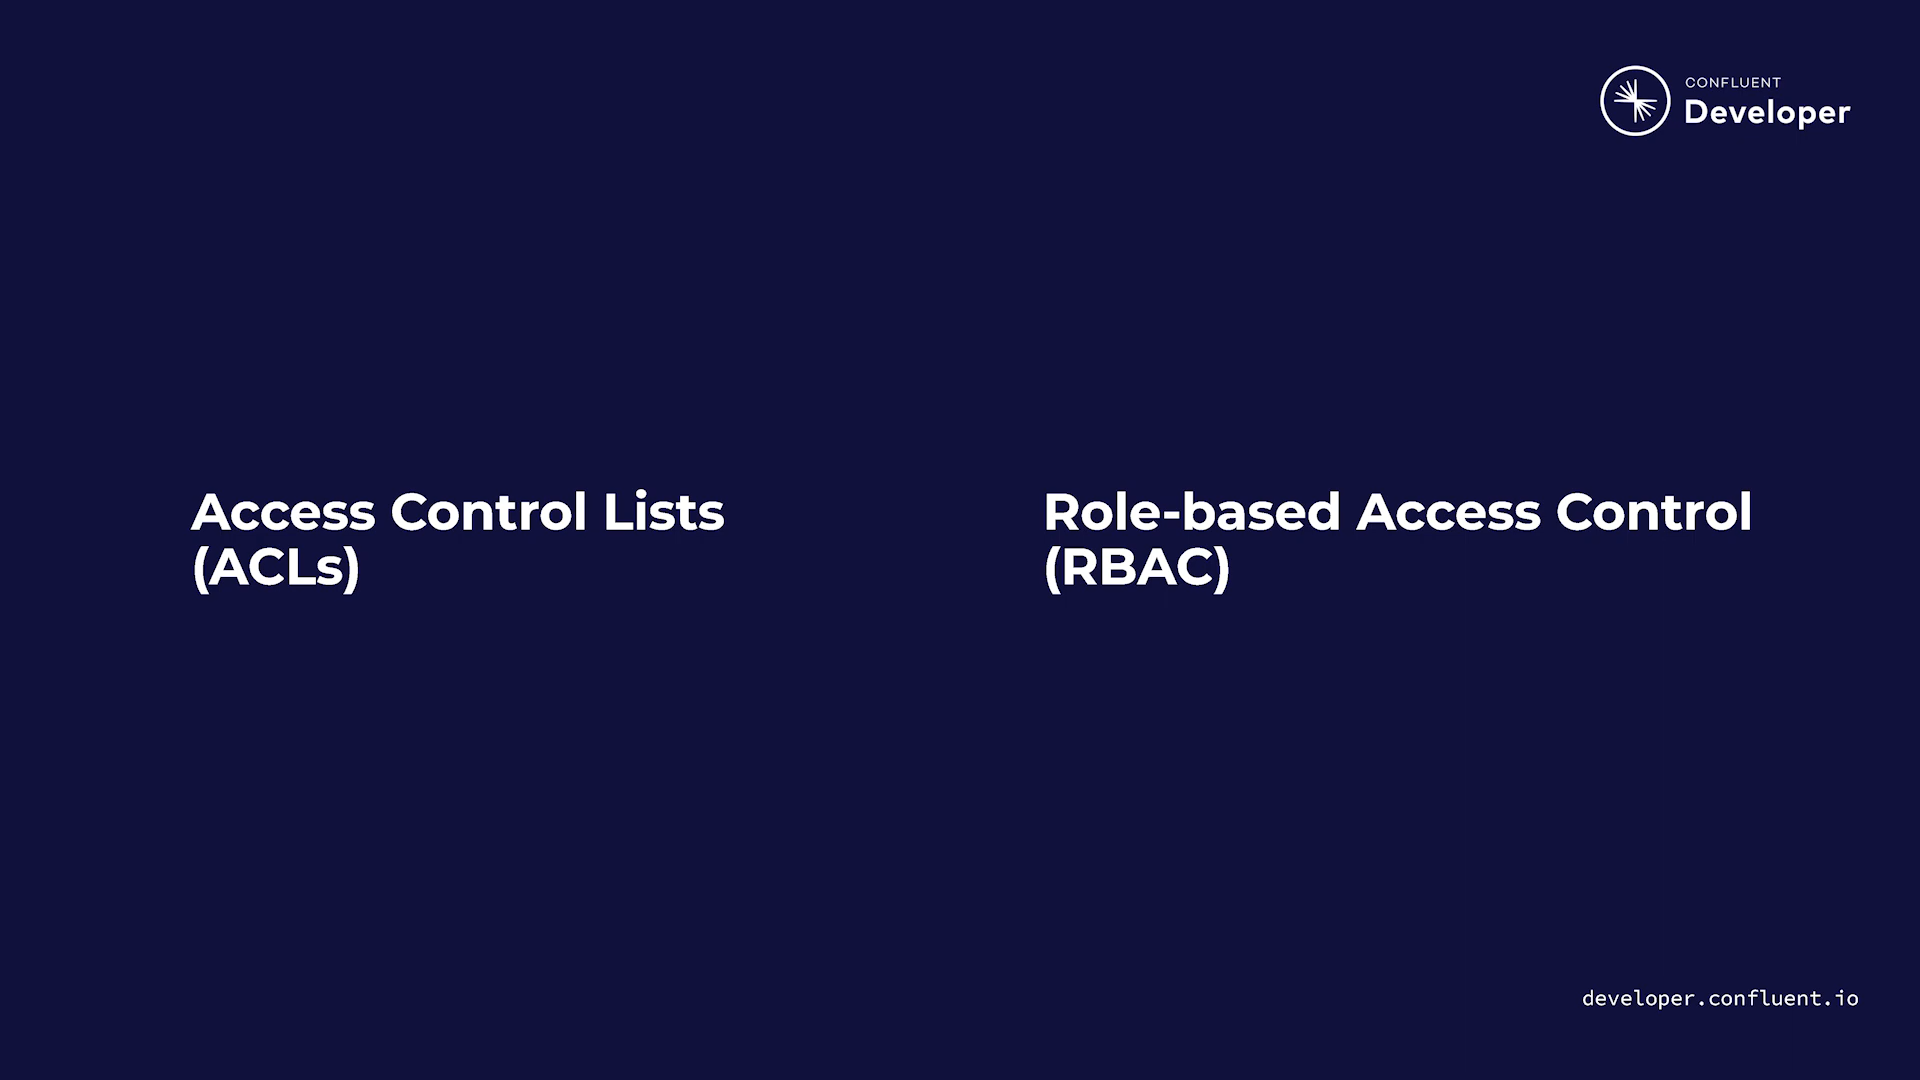 CONFLUENT
Developer
Access Control Lists
(ACLs)
Role-based Access Control
(RBAC)
developer.confluent.io